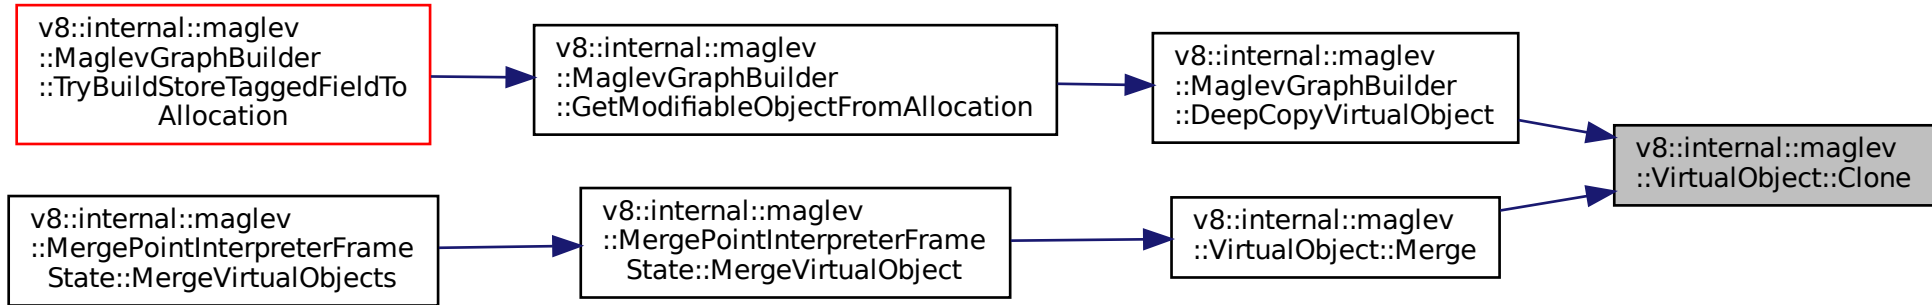 v8::internal::maglev
::MaglevGraphBuilder
::TryBuildStoreTaggedFieldTo
Allocation
v8::internal::maglev
::MaglevGraphBuilder
::GetModifiableObjectFromAllocation
v8::internal::maglev
::MaglevGraphBuilder
::DeepCopyVirtualObject
v8::internal::maglev
::VirtualObject::Clone
v8::internal::maglev
::MergePointInterpreterFrame
State::MergeVirtualObjects
v8::internal::maglev
::MergePointInterpreterFrame
State::MergeVirtualObject
v8::internal::maglev
::VirtualObject::Merge